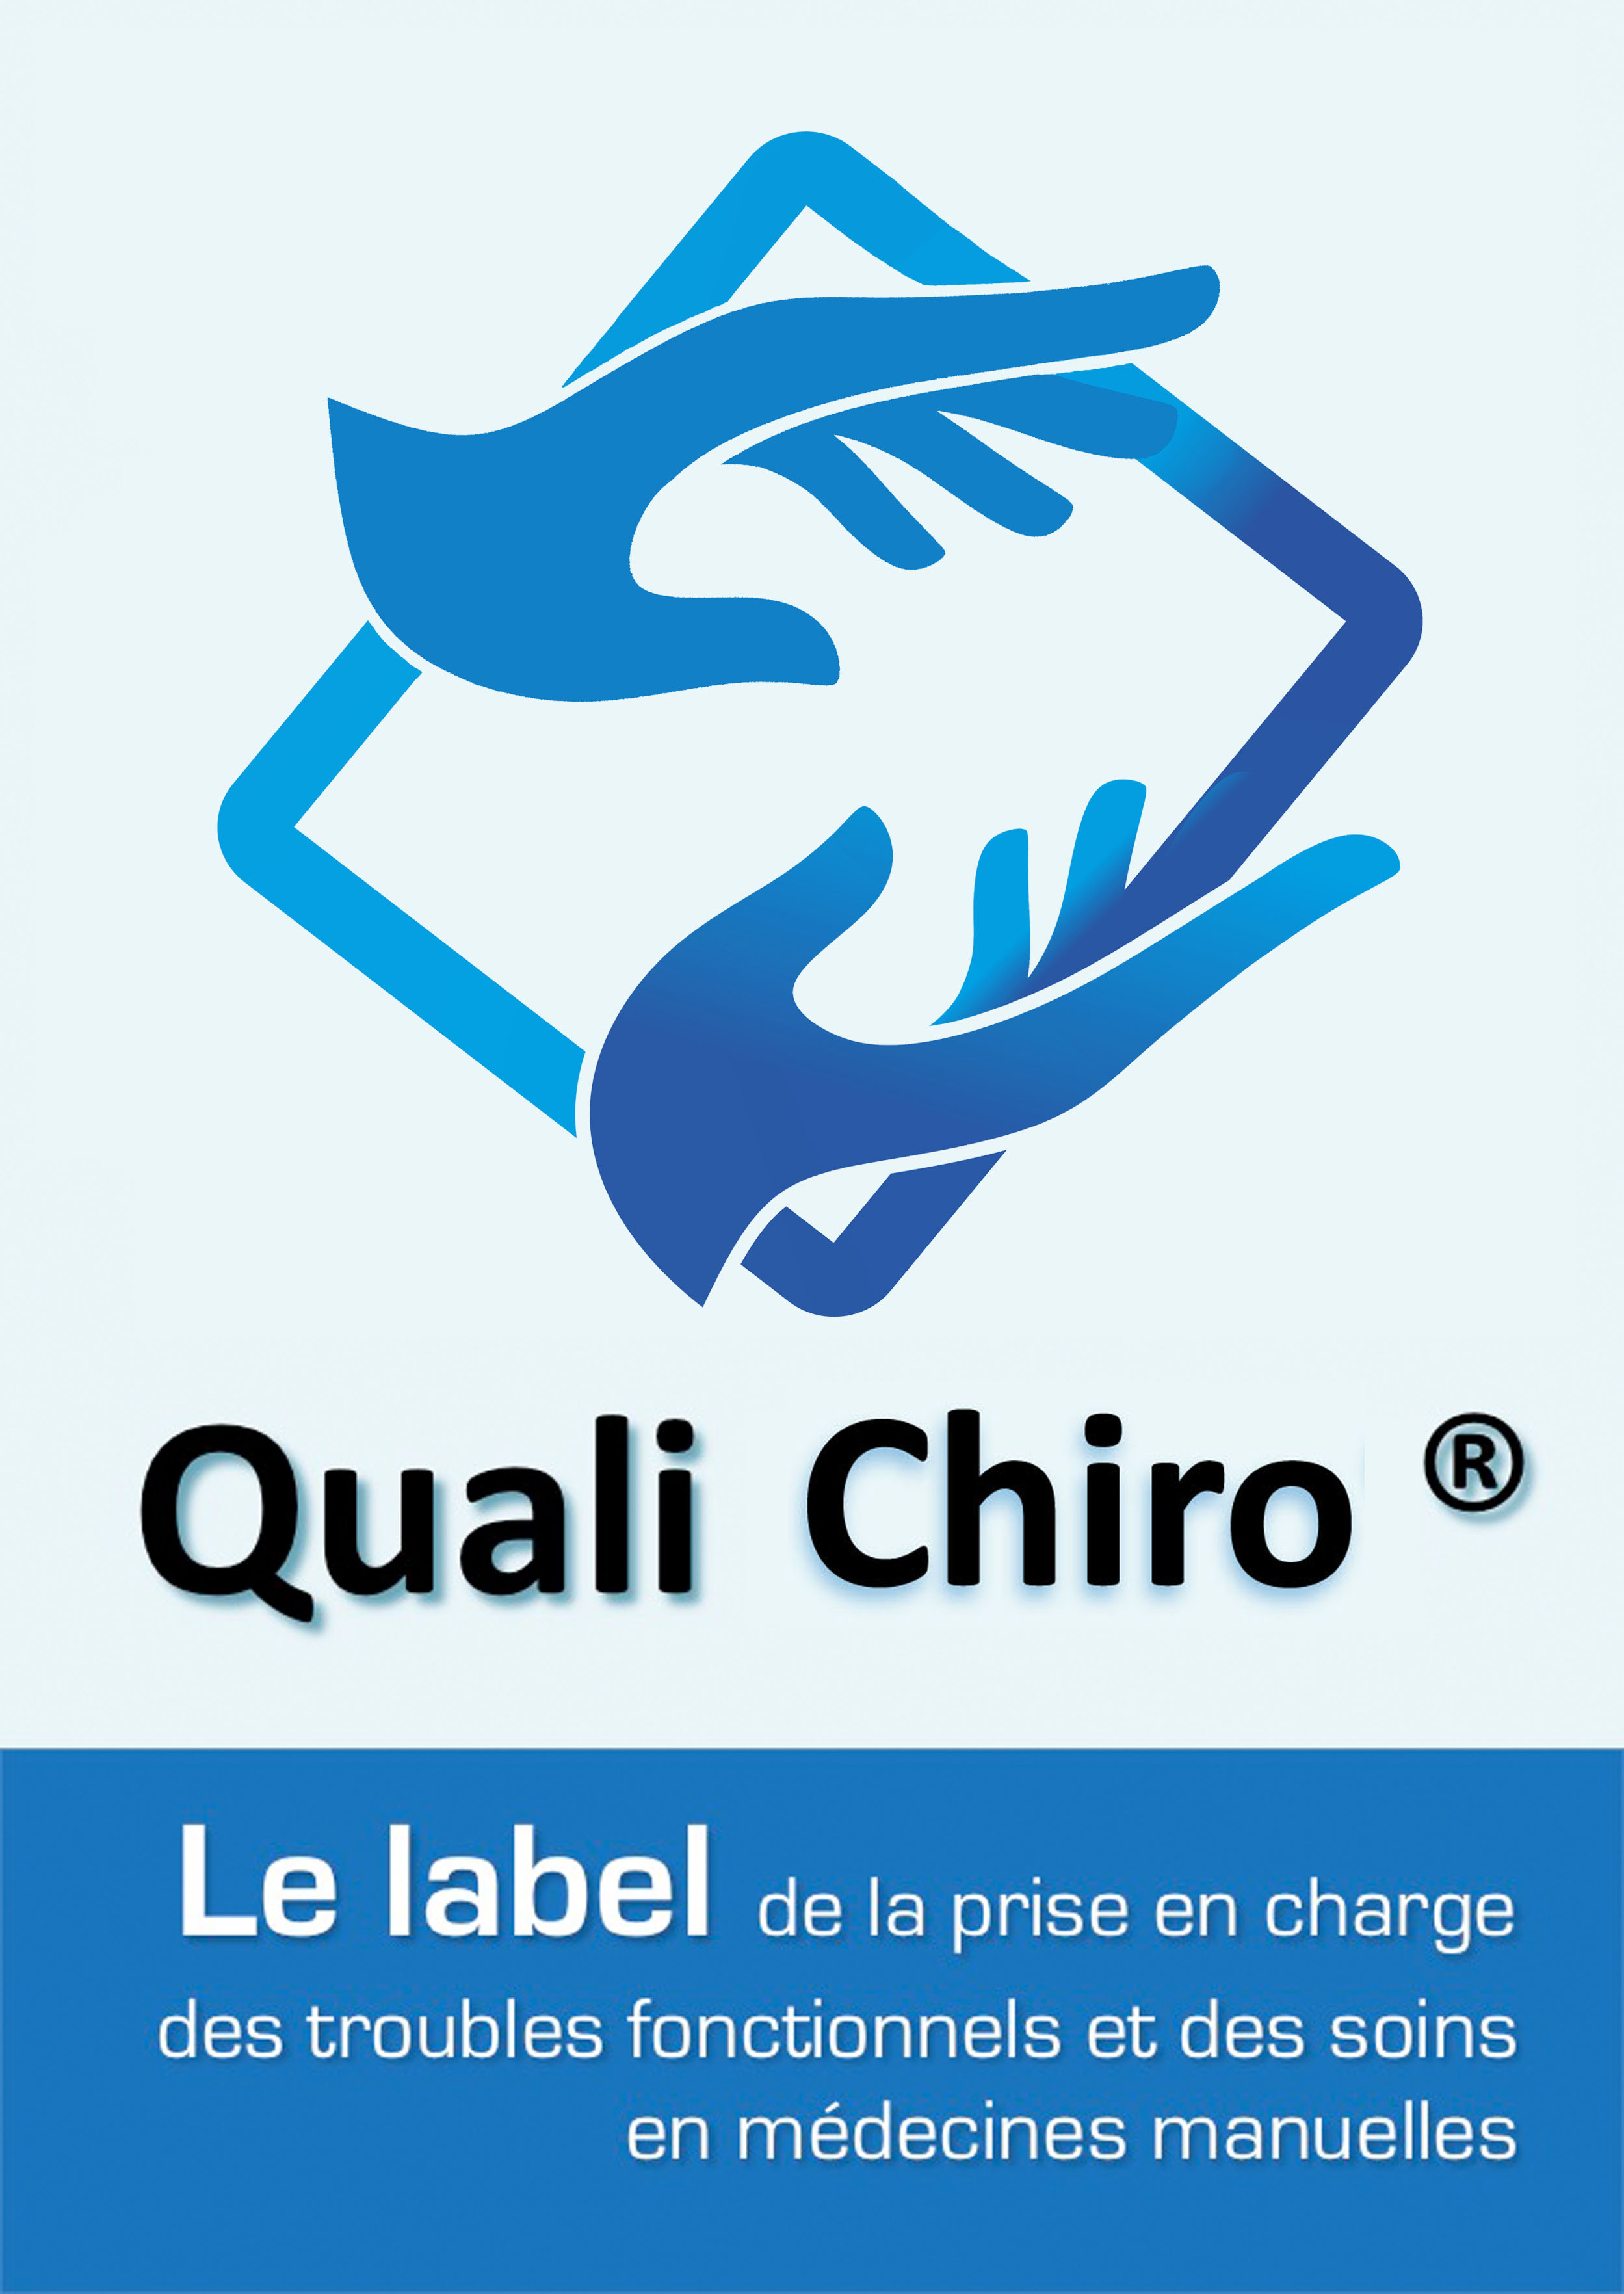 Quali Chiro ®
Le label de la prise en charge
des troubles fonctionnels et des soins
en médecines manuelles